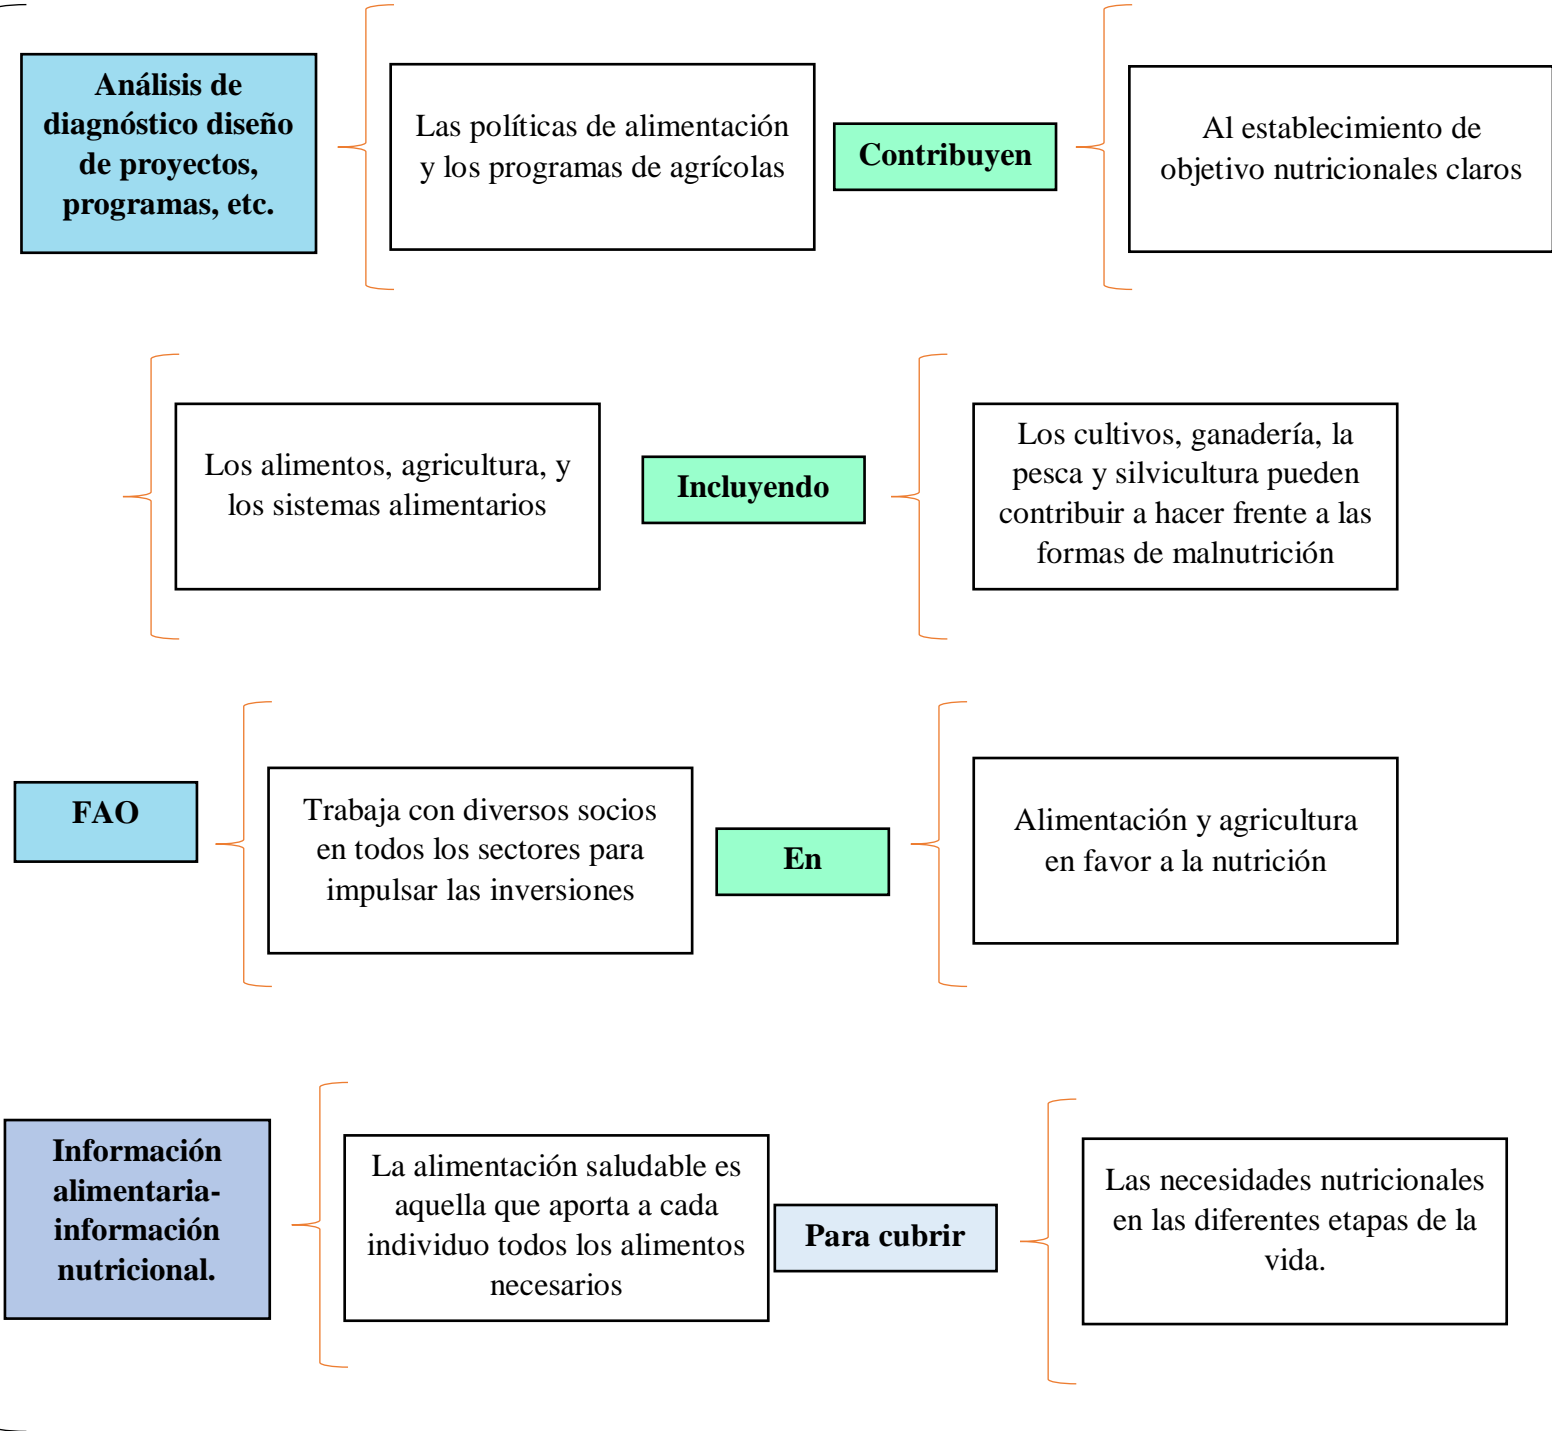 Análisis de
diagnóstico diseño
de proyectos,
programas, etc.
Las políticas de alimentación
y los programas de agrícolas
Contribuyen
Al establecimiento de
objetivo nutricionales claros
Los alimentos, agricultura, y
los sistemas alimentarios
Incluyendo
Los cultivos, ganadería, la
pesca y silvicultura pueden
contribuir a hacer frente a las
formas de malnutrición
FAO
Trabaja con diversos socios
en todos los sectores para
impulsar las inversiones
En
Alimentación y agricultura
en favor a la nutrición
Información
alimentaria-
información
nutricional.
La alimentación saludable es
aquella que aporta a cada
individuo todos los alimentos
necesarios
Para cubrir
Las necesidades nutricionales
en las diferentes etapas de la
vida.